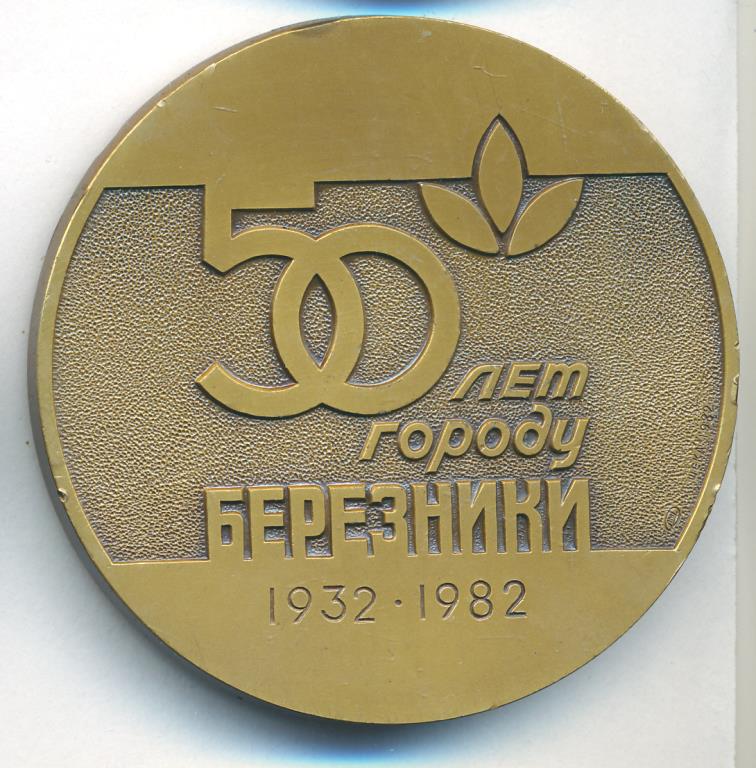 50
лет
городу
БЕРЕЗНИКИ
1932 · 1982